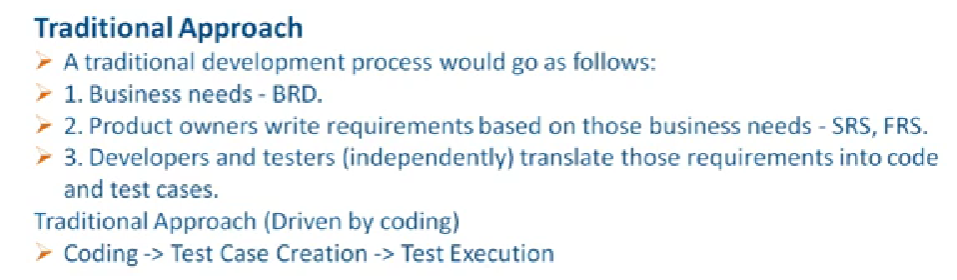 Traditional Approach
➢ A traditional development process would go as follows:
➢ 1. Business needs - BRD.
➢ 2. Product owners write requirements based on those business needs - SRS, FRS.
➢ 3. Developers and testers (independently) translate those requirements into code
and test cases.
Traditional Approach (Driven by coding)
➢ Coding -> Test Case Creation -> Test Execution